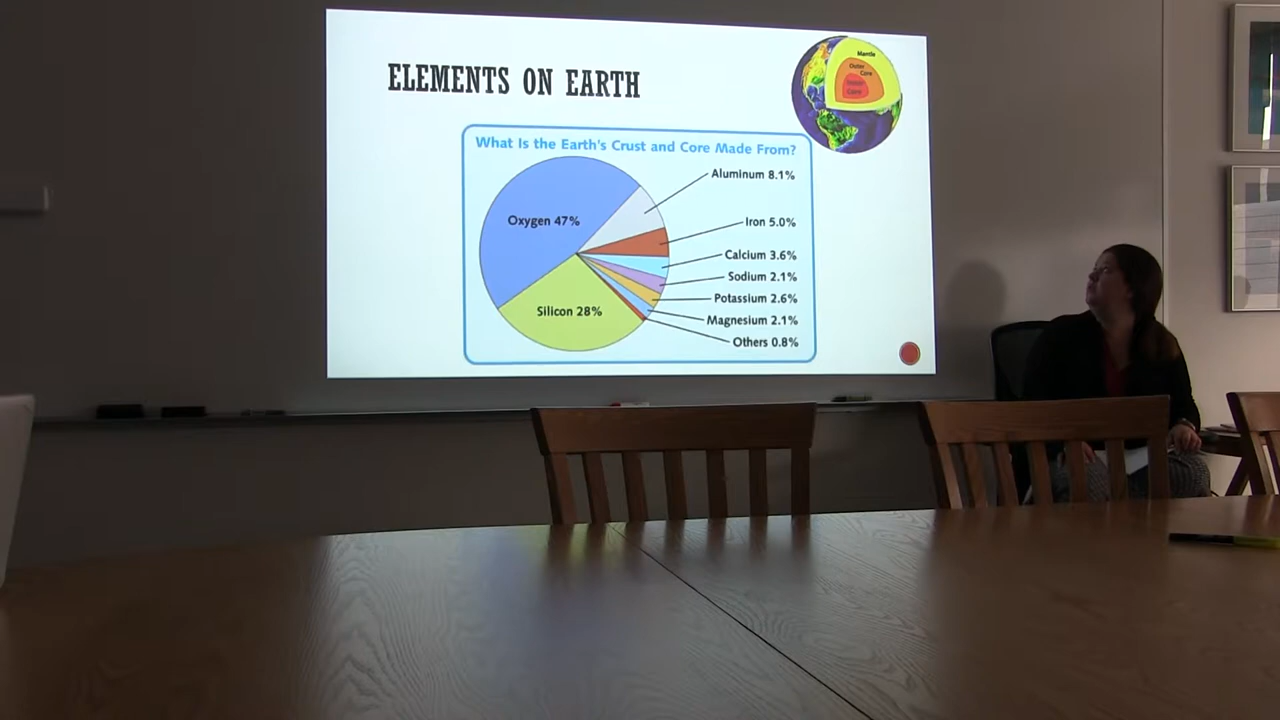 ELEMENTS ON EARTH
Mantle
Outer
Core
Inner
Core
What Is the Earth's Crust and Core Made From?
Oxygen 47%
Silicon 28%
Aluminum 8.1%
Iron 5.0%
Calcium 3.6%
Sodium 2.1%
Potassium 2.6%
Magnesium 2.1%
Others 0.8%